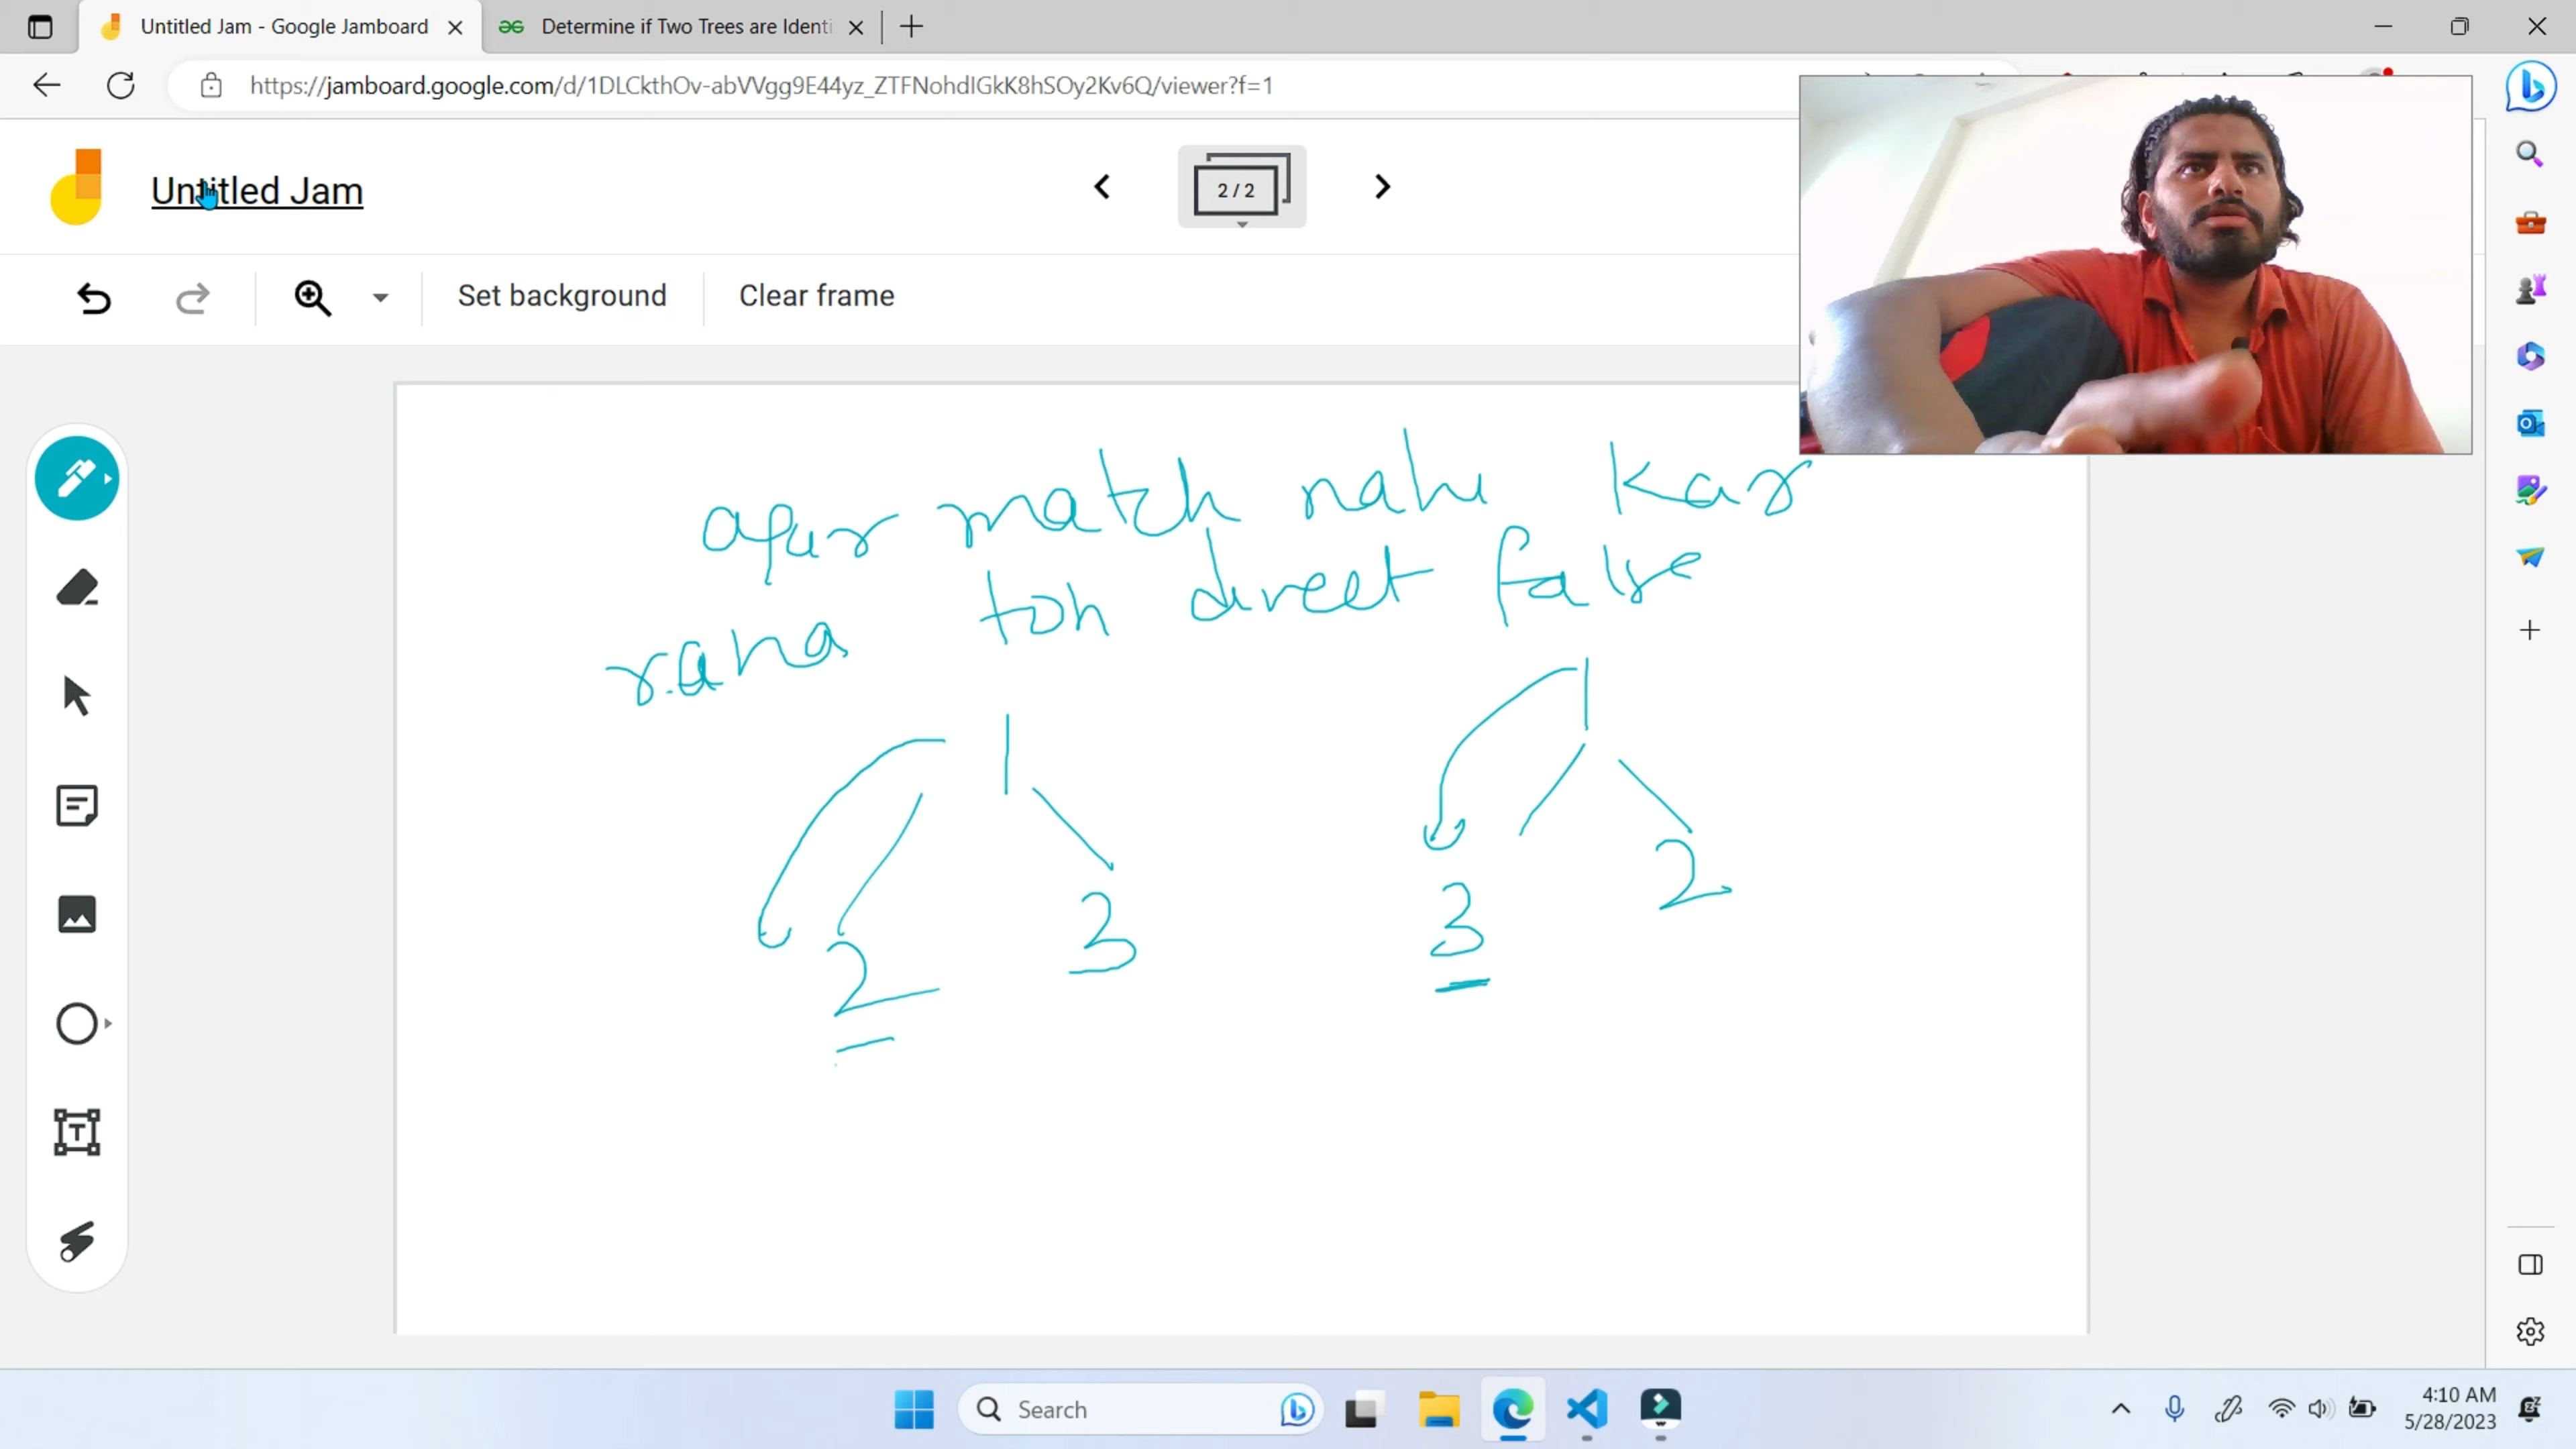 Untitled Jam - Google Jamboard
Determine if Two Trees are Identi
https://jamboard.google.com/d/1DLCkthOv-abVVgg9E44yz_ZTFNohdIGkK8hSOy2Kv6Q/viewer?f=1
Untitled Jam
2 / 2
Set background
Clear frame
agar match nahi kar
raha toh direct false
1
1
2
3
3
2
Search
4:10 AM
5/28/2023